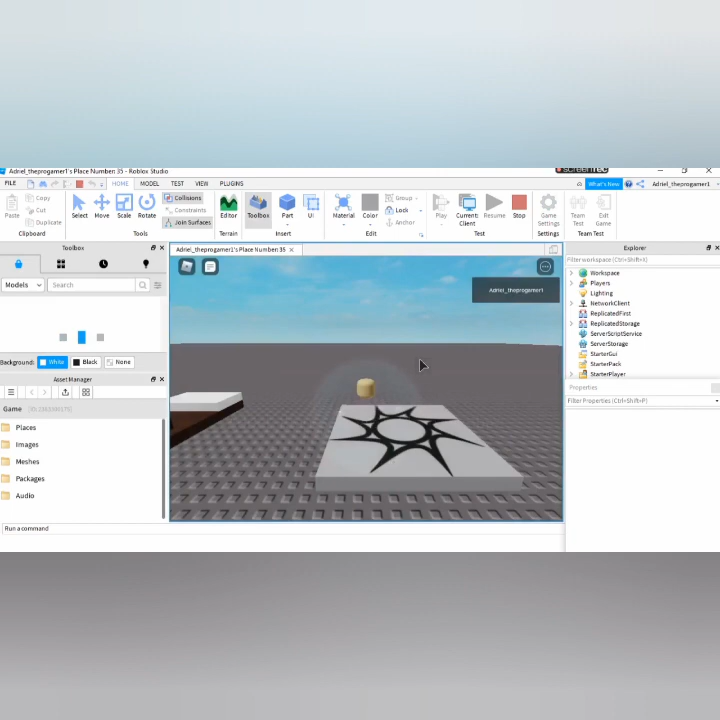 Adriel_theprogamer1's Place Number: 35 - Roblox Studio
FILE HOME MODEL TEST VIEW PLUGINS What's New Adriel_theprogamer1
Paste Copy Cut Duplicate Select Move Scale Rotate Collisions Constraints Join Surfaces Editor Toolbox Part UI Material Color Group Lock Anchor Play Current: Client Resume Stop Game Settings Team Test Exit Game
Clipboard Tools Terrain Insert Edit Test Settings Team Test
Toolbox
Models Search
Background: White Black None
Asset Manager
Game
Places
Images
Meshes
Packages
Audio
Run a command
Adriel_theprogamer1's Place Number: 35
Adriel_theprogamer1
Explorer
Filter workspace (Ctrl+Shift+X)
Workspace
Players
Lighting
NetworkClient
ReplicatedFirst
ReplicatedStorage
ServerScriptService
ServerStorage
StarterGui
StarterPack
StarterPlayer
Properties
Filter Properties (Ctrl+Shift+P)